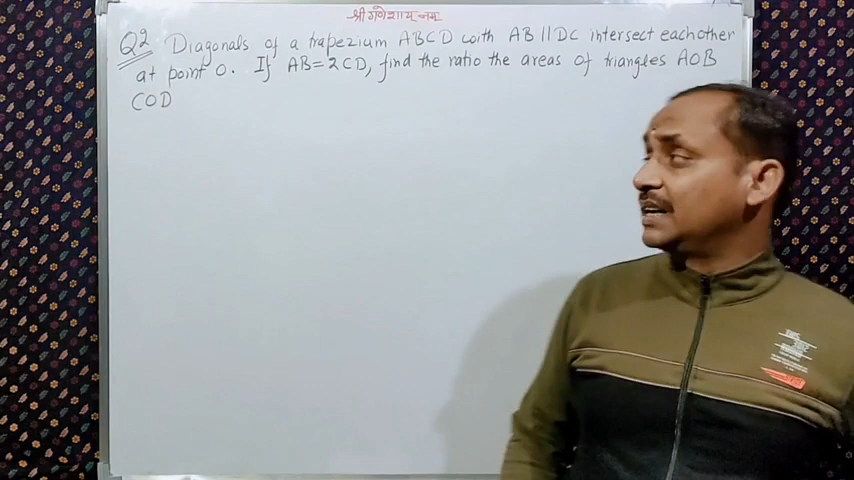 श्री गणेशाय नमः
Q2 Diagonals of a trapezium ABCD with AB || DC intersect eachother
at point O. If AB = 2CD, find the ratio the areas of triangles AOB
COD